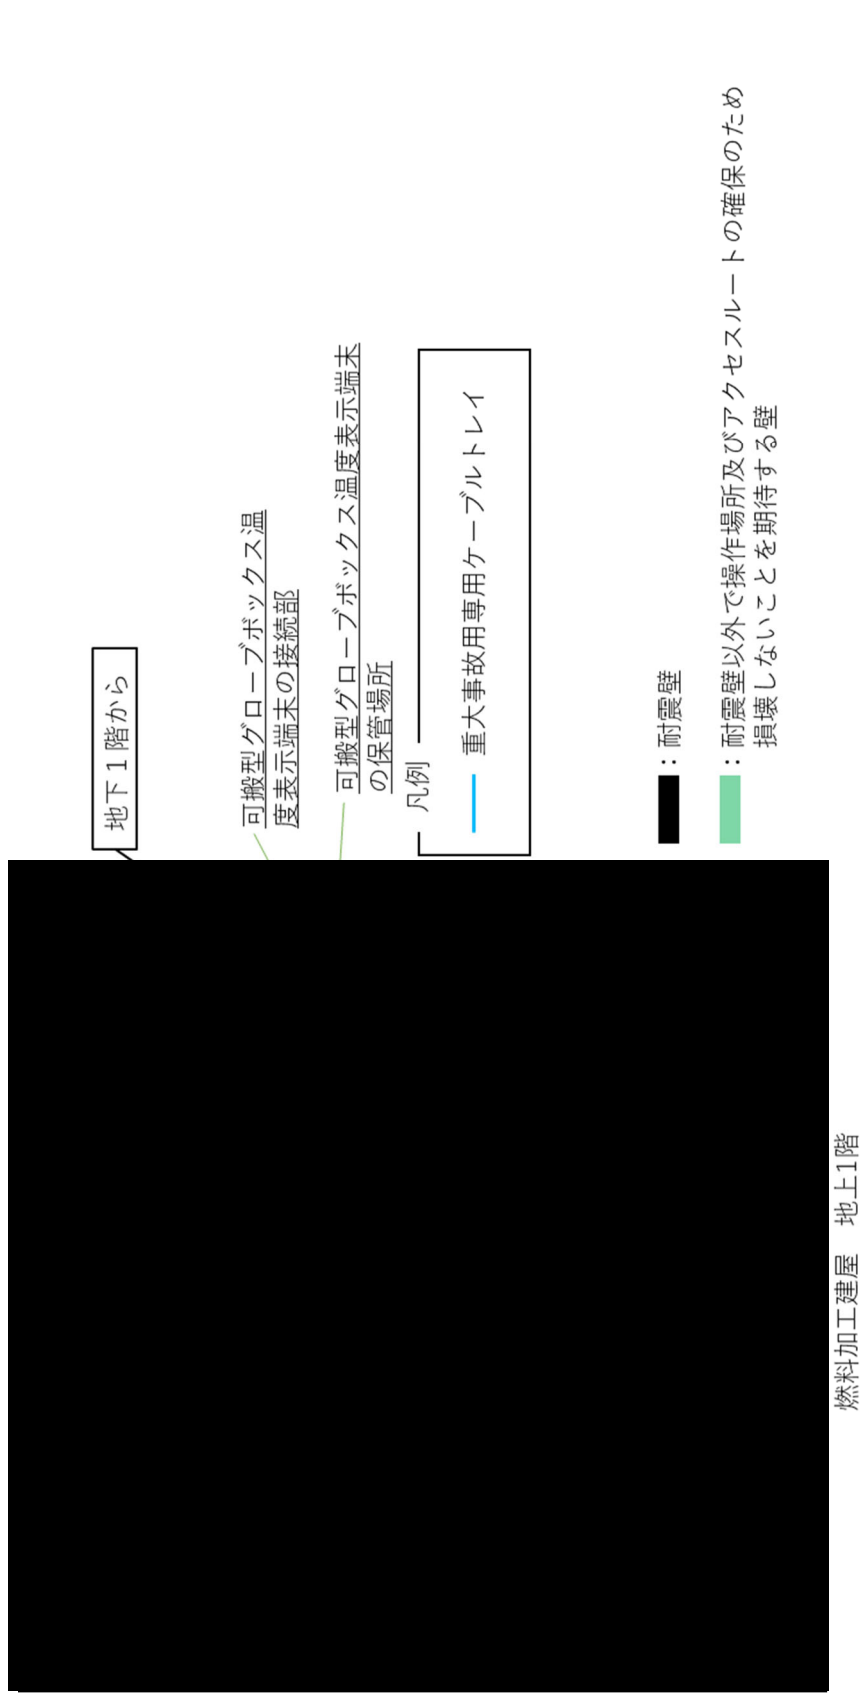 地下１階から
可搬型グローブボックス温
度表示端末の接続部
可搬型グローブボックス温度表示端末
の保管場所
凡例
重大事故用専用ケーブルトレイ
：耐震壁
：耐震壁以外で操作場所及びアクセスルートの確保のため
損壊しないことを期待する壁
燃料加工建屋　地上1階